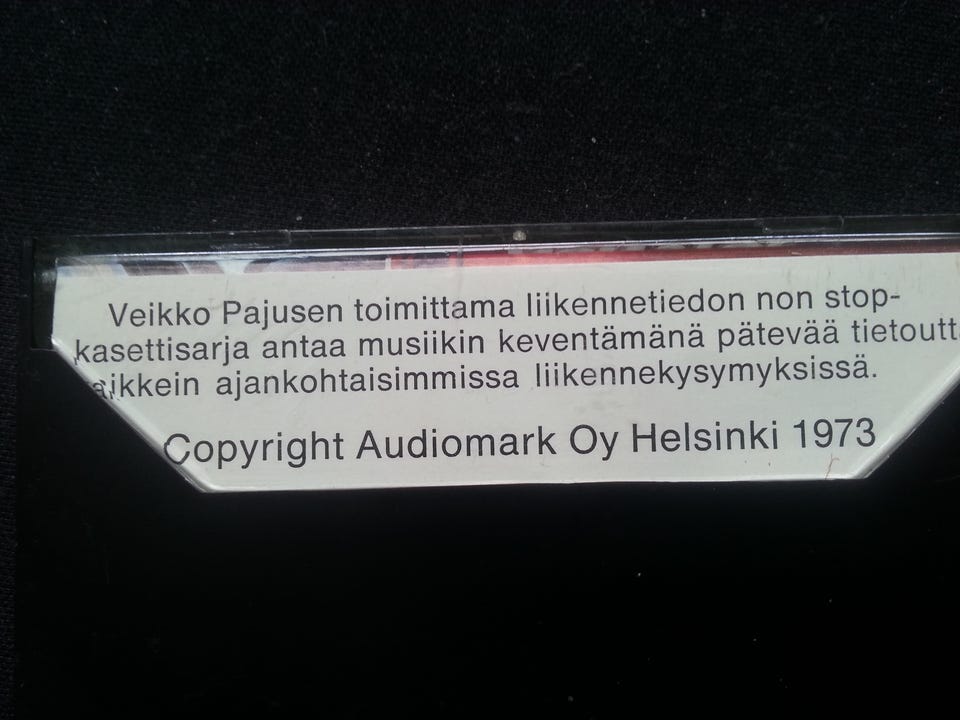 Veikko Pajusen toimittama liikennetiedon non stop-
kasettisarja antaa musiikin keventämänä pätevää tietoutt
aikkein ajankohtaisimmissa liikennekysymyksissä.
Copyright Audiomark Oy Helsinki 1973